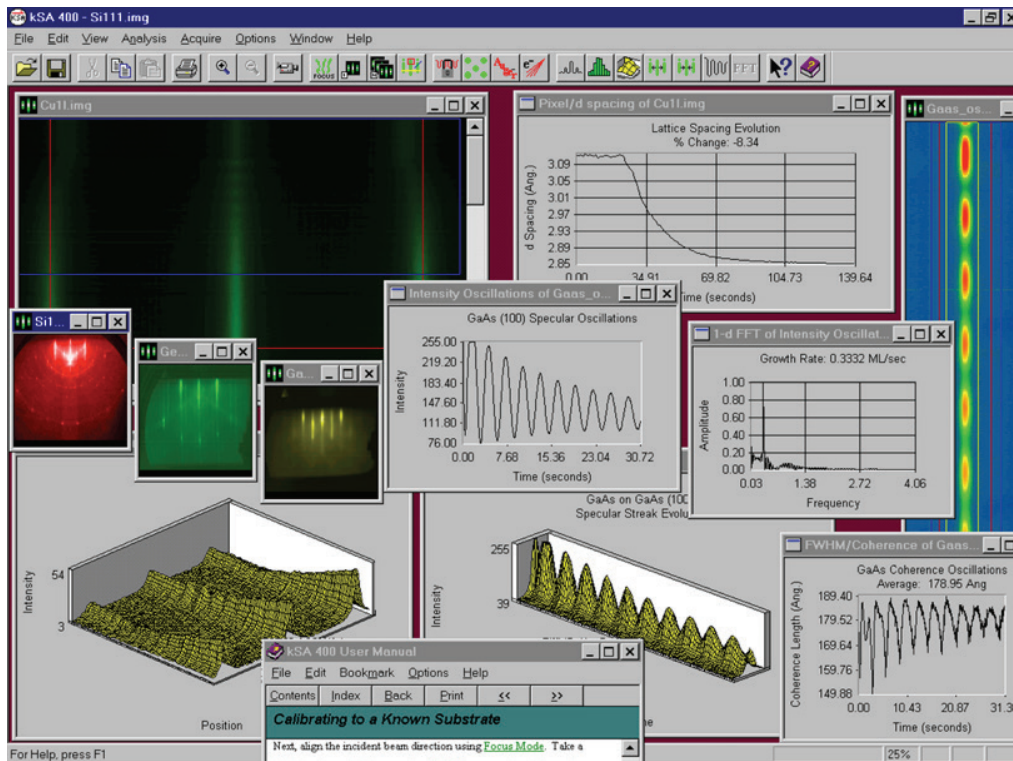 kSA 400 - Si111.img
File Edit View Analysis Acquire Options Window Help
FOCUS
FFT
Cu1l.img
Pixel/d spacing of Cu1l.img
Lattice Spacing Evolution
% Change: -8.34
d Spacing (Ang.)
3.09
3.05
3.01
2.97
2.93
2.89
2.85
0.00 34.91 69.82 104.73 139.64
Time (seconds)
Gaas_os...
Intensity Oscillations of Gaas_o...
GaAs (100) Specular Oscillations
Intensity
255.00
219.20
183.40
147.60
111.80
76.00
0.00 7.68 15.36 23.04 30.72
Time (seconds)
1-d FFT of Intensity Oscillat...
Growth Rate: 0.3332 ML/sec
Amplitude
1.00
0.80
0.60
0.40
0.20
0.00
0.03 1.38 2.72 4.06
Frequency
Si1...
Ge...
Ga...
Intensity
54
3
Position
GaAs on GaAs (100
Specular Streak Evolu
Intensity
255
39
FWHM/Coherence of Gaas...
GaAs Coherence Oscillations
Average: 178.95 Ang
Coherence Length (Ang.)
189.40
179.52
169.64
159.76
149.88
0.00 10.43 20.87 31.3
Time (seconds)
kSA 400 User Manual
File Edit Bookmark Options Help
Contents Index Back Print << >>
Calibrating to a Known Substrate
Next, align the incident beam direction using Focus Mode. Take a
For Help, press F1
25%